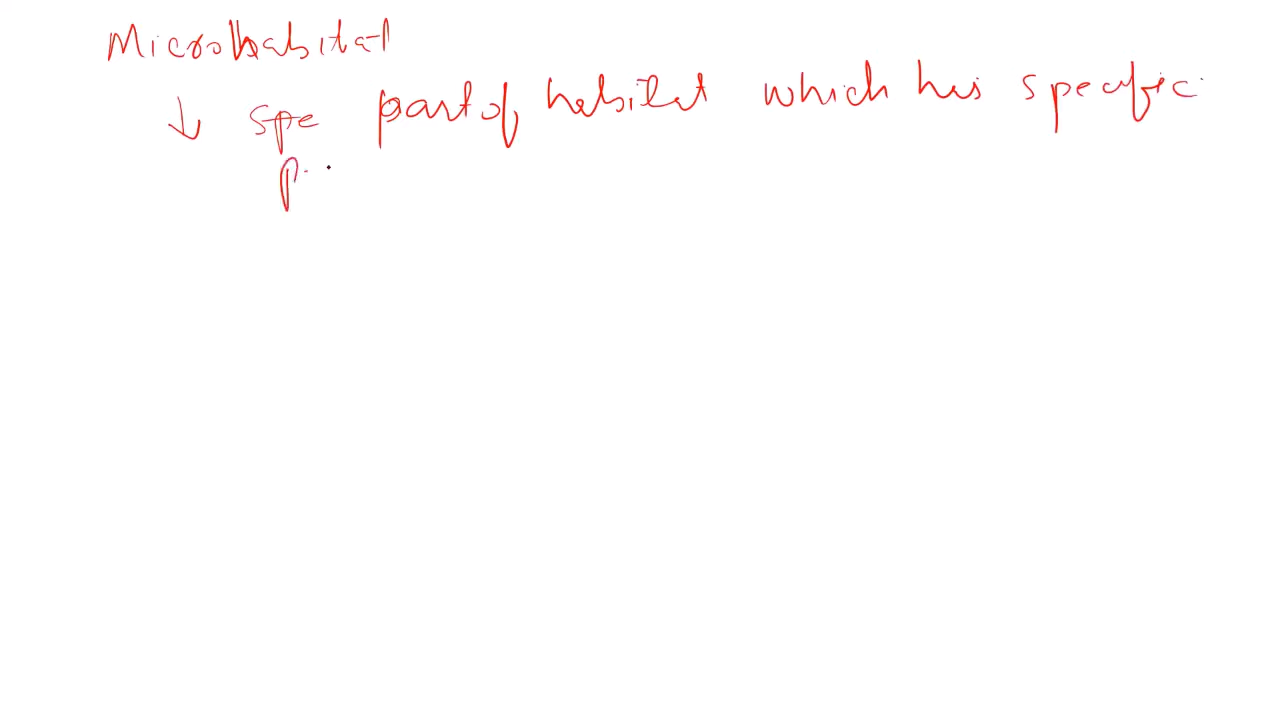 Microhabitat
↓ spe part of habitat which has specific
p